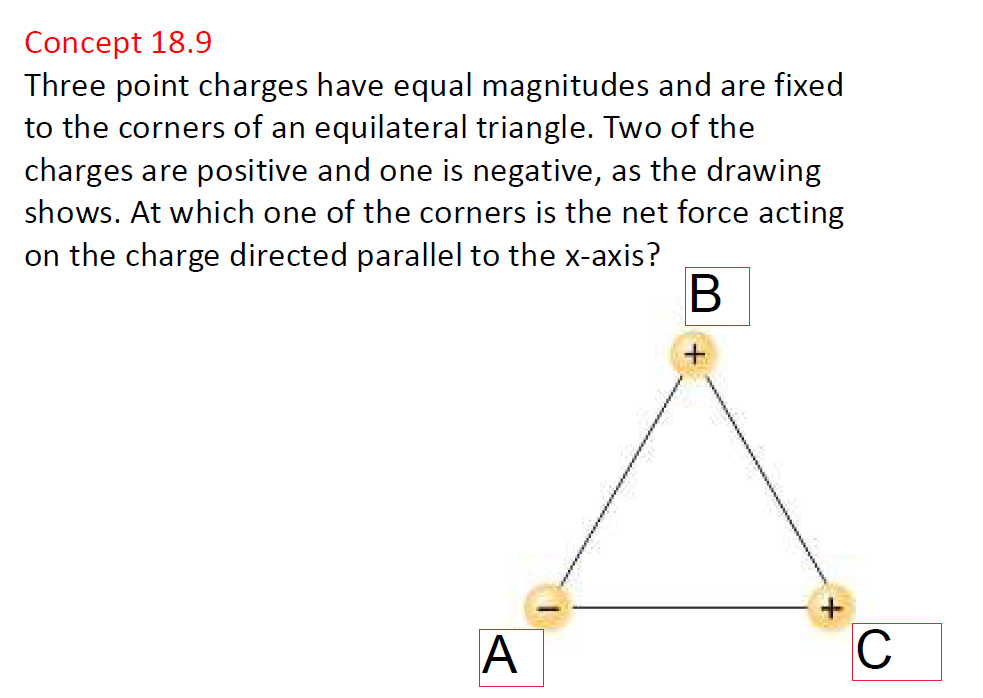 Concept 18.9
Three point charges have equal magnitudes and are fixed
to the corners of an equilateral triangle. Two of the
charges are positive and one is negative, as the drawing
shows. At which one of the corners is the net force acting
on the charge directed parallel to the x-axis?
B
+
− +
A C